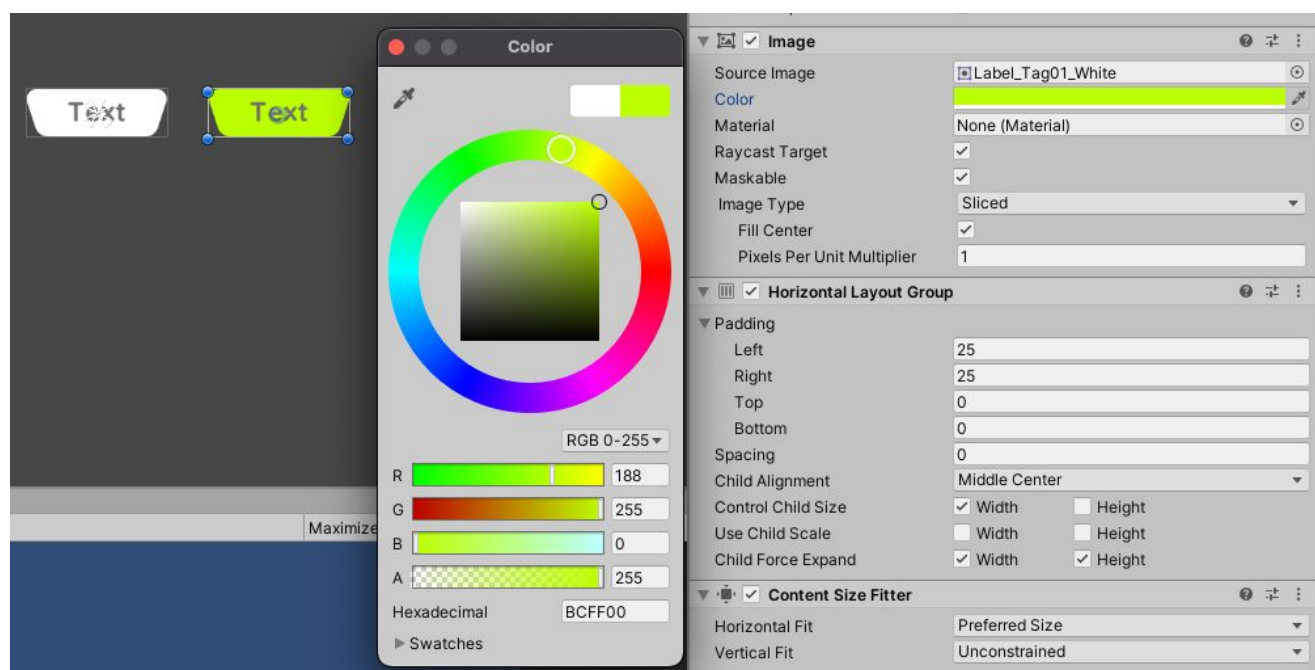 Text
Text
Color
RGB 0-255
R 188
G 255
B 0
A 255
Hexadecimal BCFF00
Swatches
Maximize
Image
Source Image Label_Tag01_White
Color
Material None (Material)
Raycast Target
Maskable
Image Type Sliced
Fill Center
Pixels Per Unit Multiplier 1
Horizontal Layout Group
Padding
Left 25
Right 25
Top 0
Bottom 0
Spacing 0
Child Alignment Middle Center
Control Child Size Width Height
Use Child Scale Width Height
Child Force Expand Width Height
Content Size Fitter
Horizontal Fit Preferred Size
Vertical Fit Unconstrained